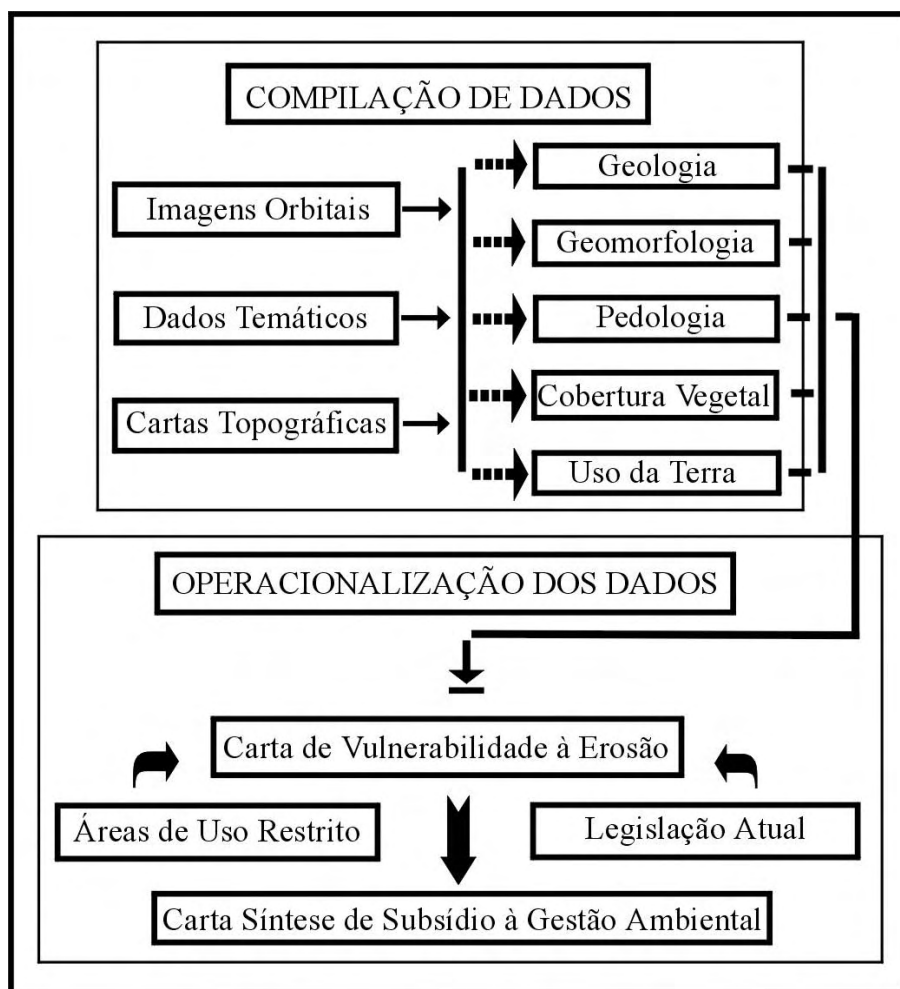 COMPILAÇÃO DE DADOS
Imagens Orbitais
Dados Temáticos
Cartas Topográficas
Geologia
Geomorfologia
Pedologia
Cobertura Vegetal
Uso da Terra
OPERACIONALIZAÇÃO DOS DADOS
Carta de Vulnerabilidade à Erosão
Áreas de Uso Restrito
Legislação Atual
Carta Síntese de Subsídio à Gestão Ambiental